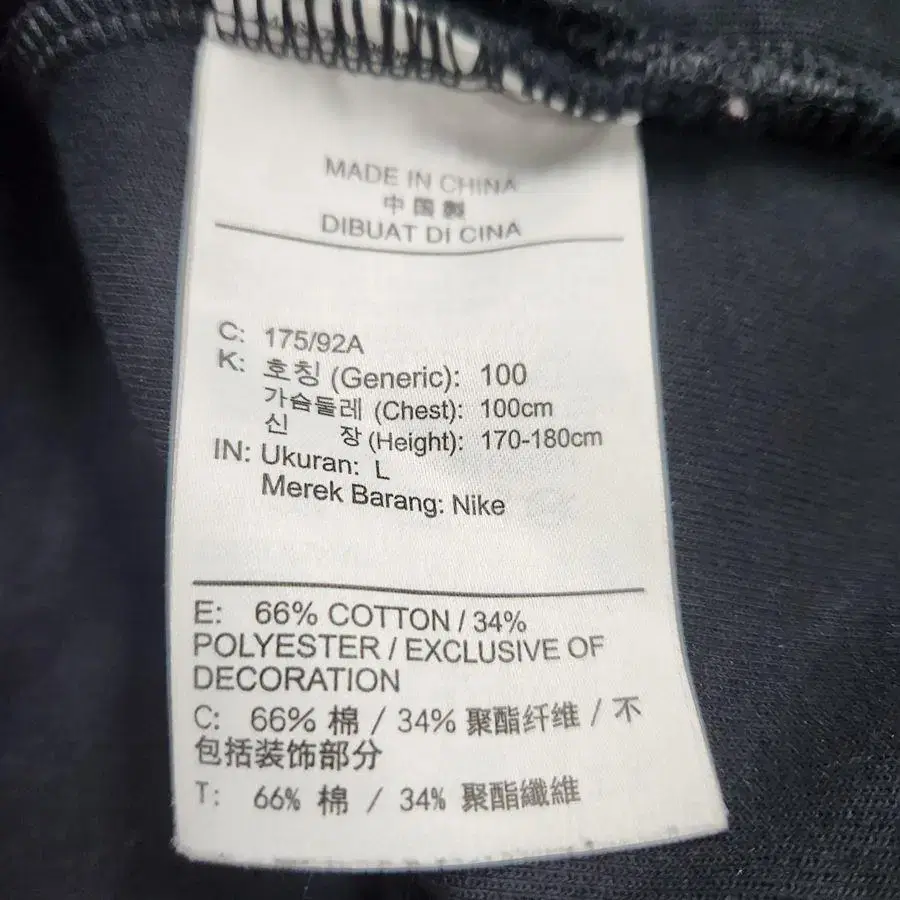 MADE IN CHINA
中国製
DIBUAT DI CINA
C: 175/92A
K: 호칭 (Generic): 100
가슴둘레 (Chest): 100cm
신 장 (Height): 170-180cm
IN: Ukuran: L
Merek Barang: Nike
E: 66% COTTON / 34%
POLYESTER / EXCLUSIVE OF
DECORATION
C: 66% 棉 / 34% 聚酯纤维 / 不
包括装饰部分
T: 66% 棉 / 34% 聚酯纖維